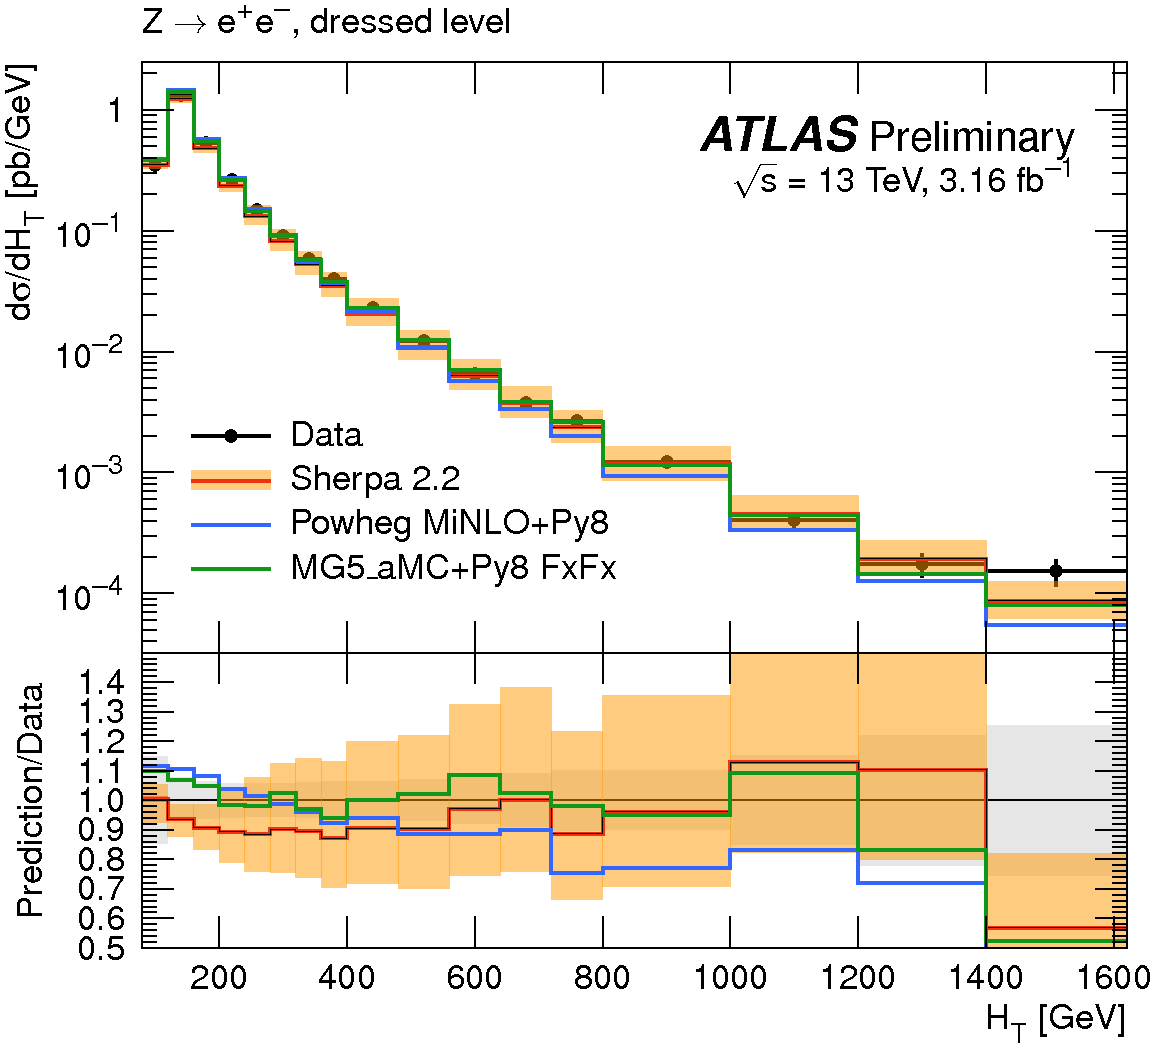 Z → e⁺e⁻, dressed level
dσ/dH_T [pb/GeV]
1
10⁻¹
10⁻²
10⁻³
10⁻⁴
ATLAS Preliminary
√s = 13 TeV, 3.16 fb⁻¹
Data
Sherpa 2.2
Powheg MiNLO+Py8
MG5_aMC+Py8 FxFx
Prediction/Data
1.4
1.3
1.2
1.1
1.0
0.9
0.8
0.7
0.6
0.5
200 400 600 800 1000 1200 1400 1600
H_T [GeV]